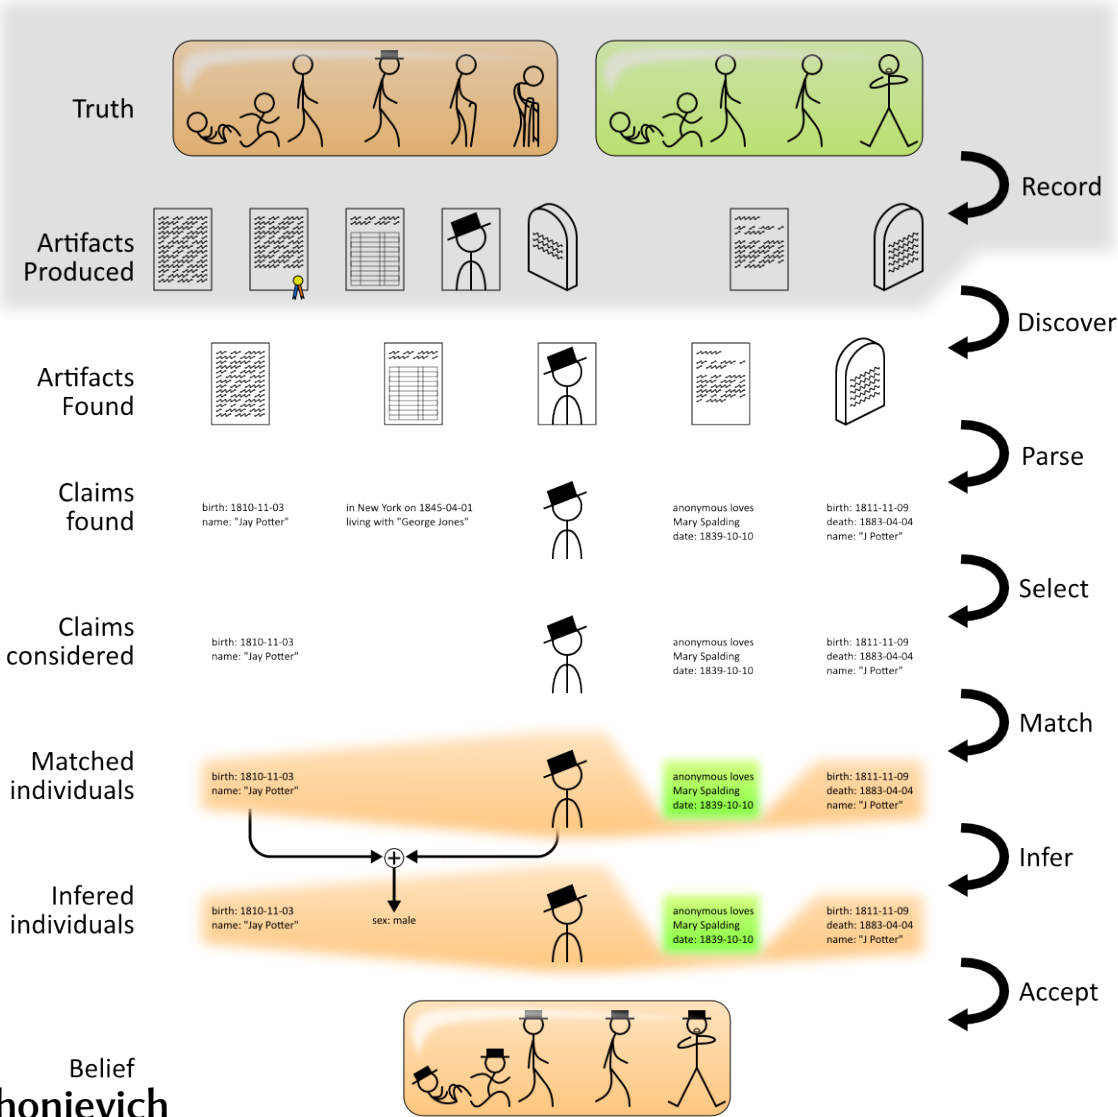 Truth
Record
Artifacts
Produced
Discover
Artifacts
Found
Parse
Claims
found
birth: 1810-11-03
name: "Jay Potter"
in New York on 1845-04-01
living with "George Jones"
anonymous loves
Mary Spalding
date: 1839-10-10
birth: 1811-11-09
death: 1883-04-04
name: "J Potter"
Select
Claims
considered
birth: 1810-11-03
name: "Jay Potter"
anonymous loves
Mary Spalding
date: 1839-10-10
birth: 1811-11-09
death: 1883-04-04
name: "J Potter"
Match
Matched
individuals
birth: 1810-11-03
name: "Jay Potter"
anonymous loves
Mary Spalding
date: 1839-10-10
birth: 1811-11-09
death: 1883-04-04
name: "J Potter"
Infer
Infered
individuals
birth: 1810-11-03
name: "Jay Potter"
sex: male
anonymous loves
Mary Spalding
date: 1839-10-10
birth: 1811-11-09
death: 1883-04-04
name: "J Potter"
Accept
Belief